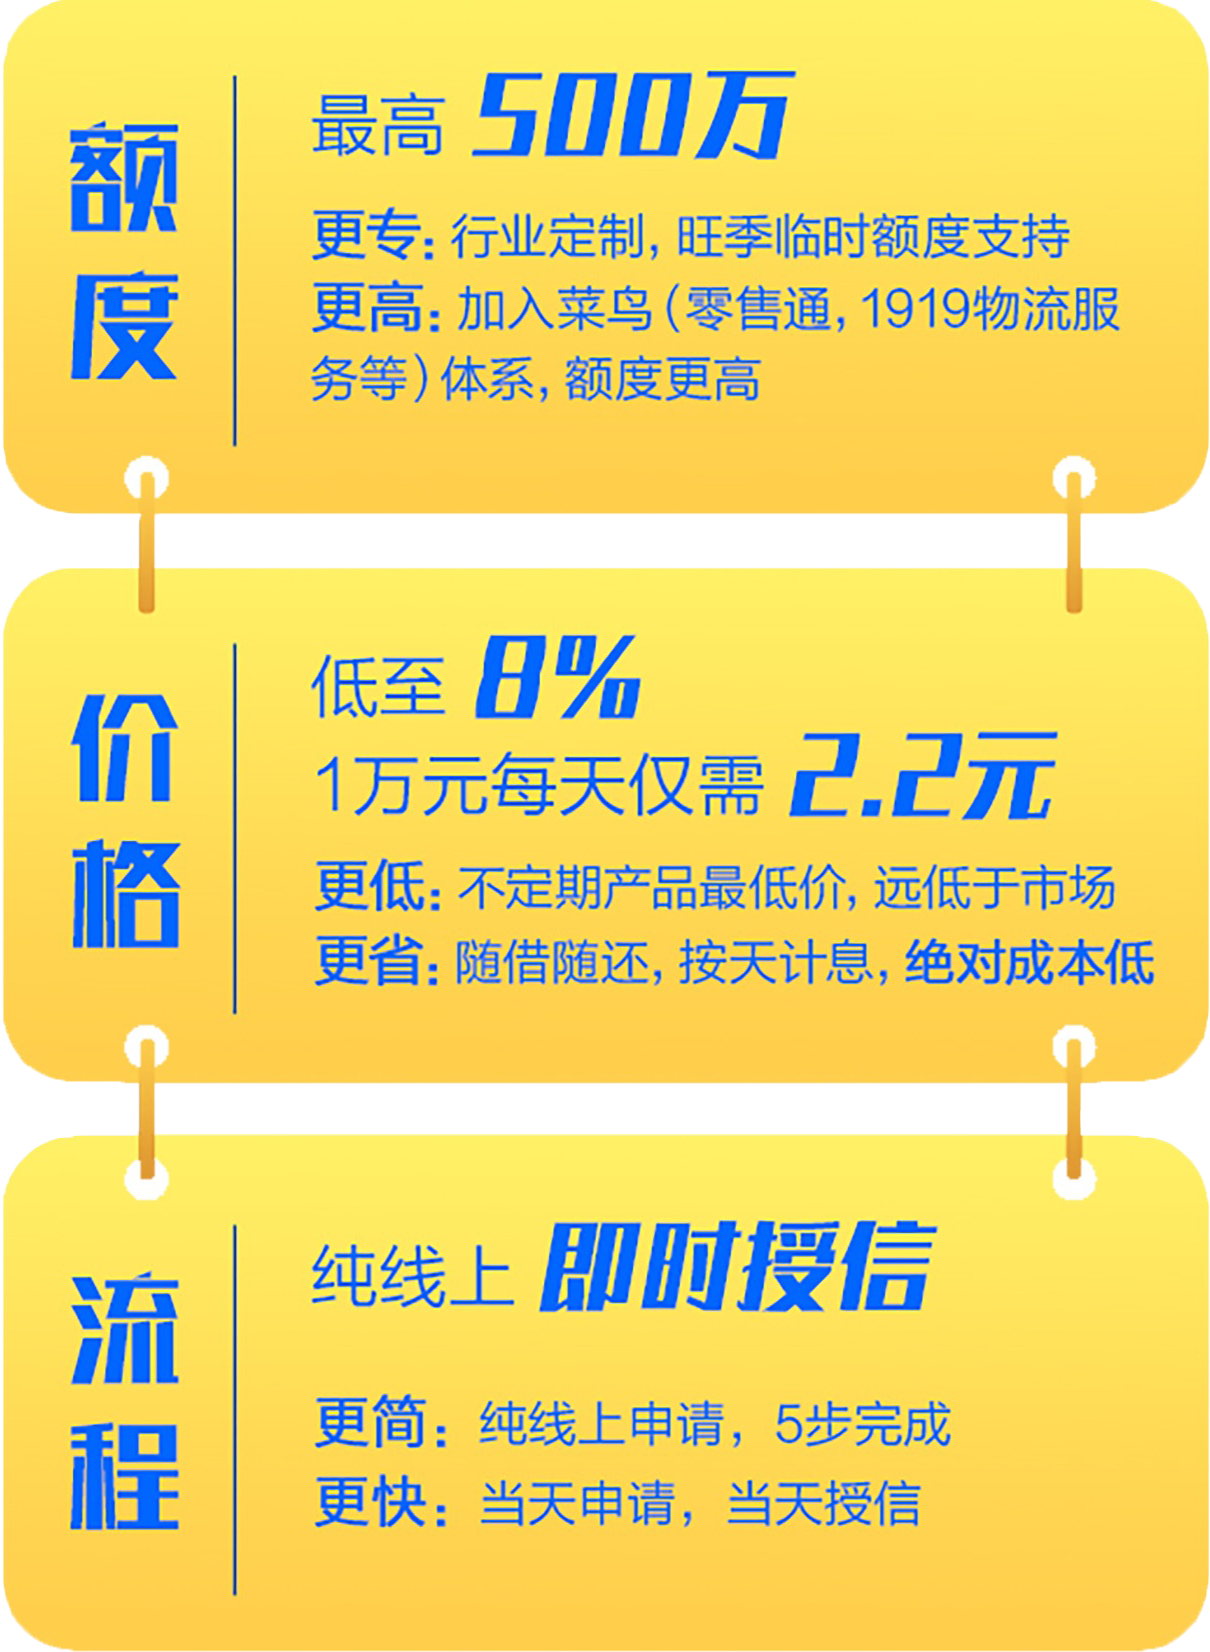 额度
最高 500万
更专：行业定制，旺季临时额度支持
更高：加入菜鸟（零售通，1919物流服
务等）体系，额度更高
价格
低至 8%
1万元每天仅需 2.2元
更低：不定期产品最低价，远低于市场
更省：随借随还，按天计息，绝对成本低
流程
纯线上 即时授信
更简：纯线上申请，5步完成
更快：当天申请，当天授信